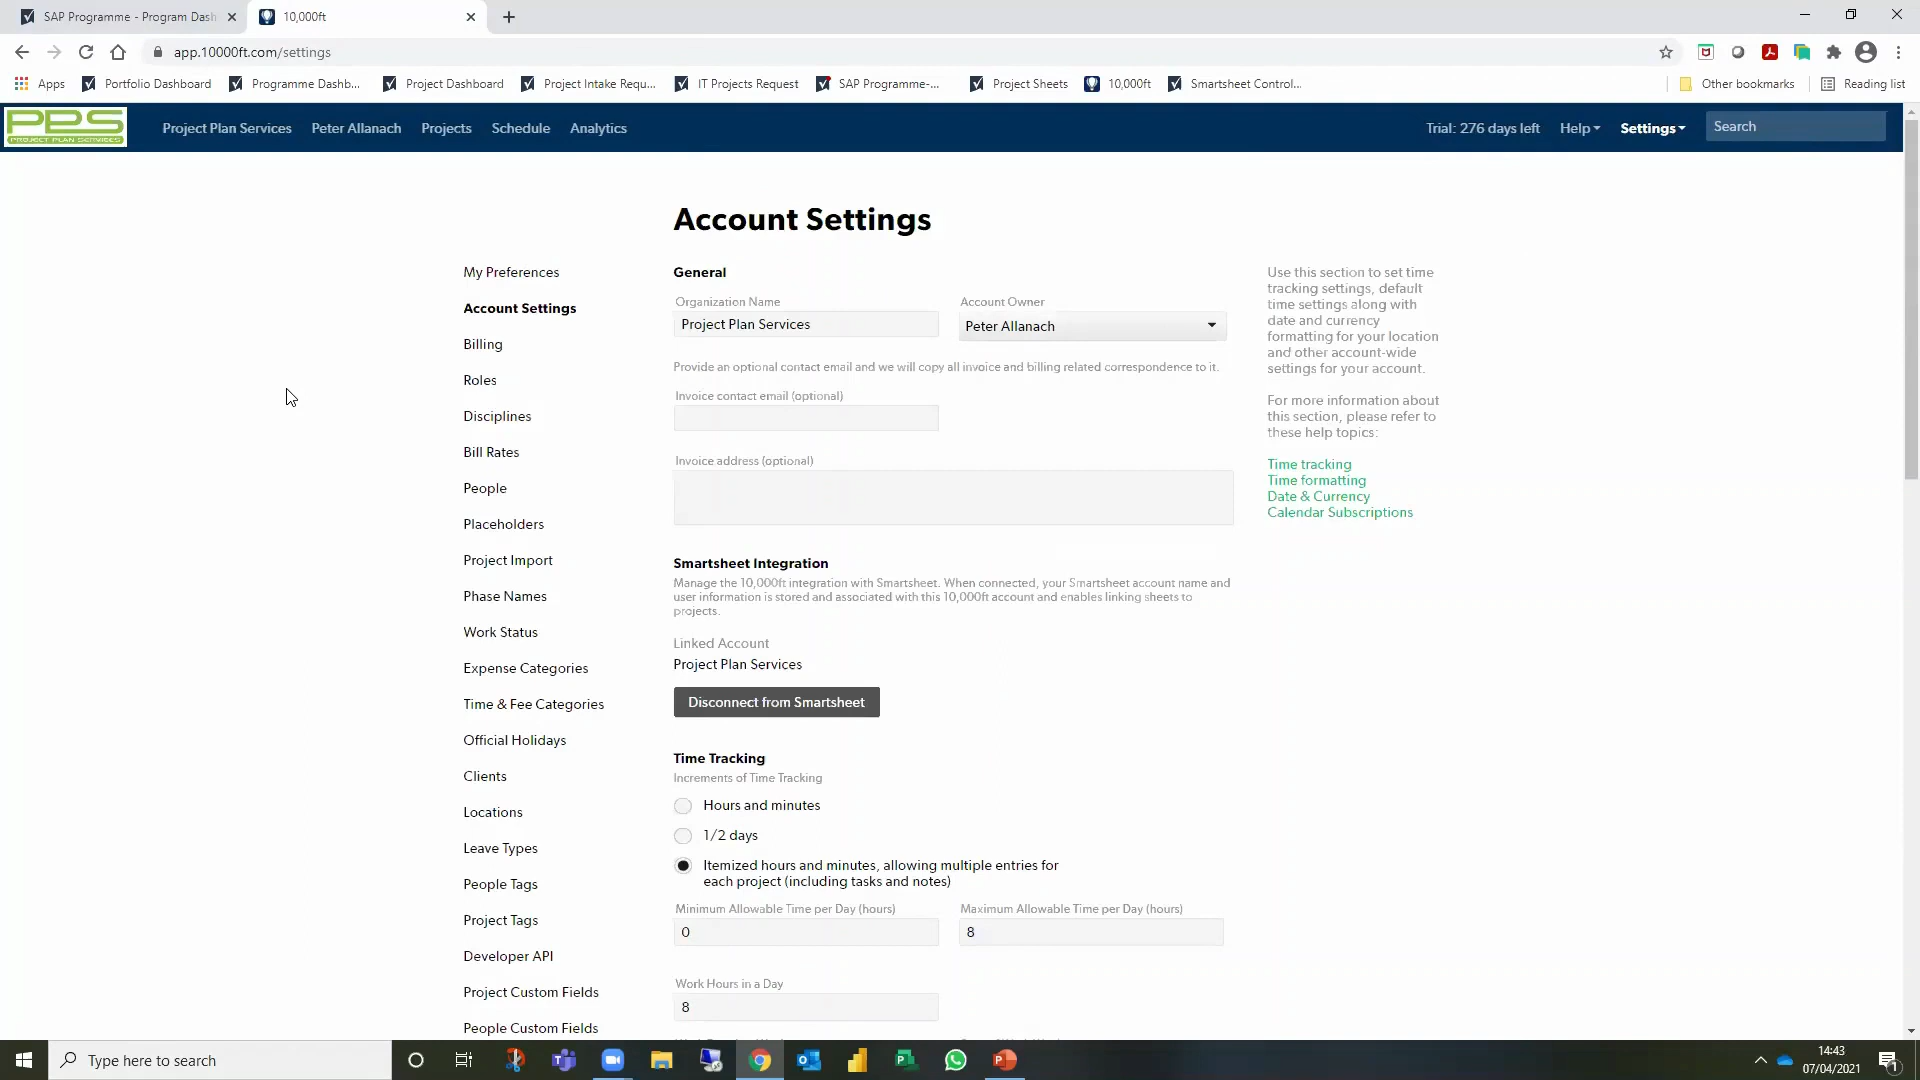 SAP Programme - Program Dash
10,000ft
app.10000ft.com/settings
Apps
Portfolio Dashboard
Programme Dashb...
Project Dashboard
Project Intake Requ...
IT Projects Request
SAP Programme-...
Project Sheets
10,000ft
Smartsheet Control...
Other bookmarks
Reading list
PPS
PROJECT PLAN SERVICES
Project Plan Services
Peter Allanach
Projects
Schedule
Analytics
Trial: 276 days left
Help
Settings
Search
Account Settings
My Preferences
Account Settings
Billing
Roles
Disciplines
Bill Rates
People
Placeholders
Project Import
Phase Names
Work Status
Expense Categories
Time & Fee Categories
Official Holidays
Clients
Locations
Leave Types
People Tags
Project Tags
Developer API
Project Custom Fields
People Custom Fields
General
Organization Name
Project Plan Services
Account Owner
Peter Allanach
Provide an optional contact email and we will copy all invoice and billing related correspondence to it.
Invoice contact email (optional)
Invoice address (optional)
Smartsheet Integration
Manage the 10,000ft integration with Smartsheet. When connected, your Smartsheet account name and
user information is stored and associated with this 10,000ft account and enables linking sheets to
projects.
Linked Account
Project Plan Services
Disconnect from Smartsheet
Time Tracking
Increments of Time Tracking
Hours and minutes
1/2 days
Itemized hours and minutes, allowing multiple entries for
each project (including tasks and notes)
Minimum Allowable Time per Day (hours)
0
Maximum Allowable Time per Day (hours)
8
Work Hours in a Day
8
Use this section to set time
tracking settings, default
time settings along with
date and currency
formatting for your location
and other account-wide
settings for your account.
For more information about
this section, please refer to
these help topics:
Time tracking
Time formatting
Date & Currency
Calendar Subscriptions
Type here to search
14:43
07/04/2021
1